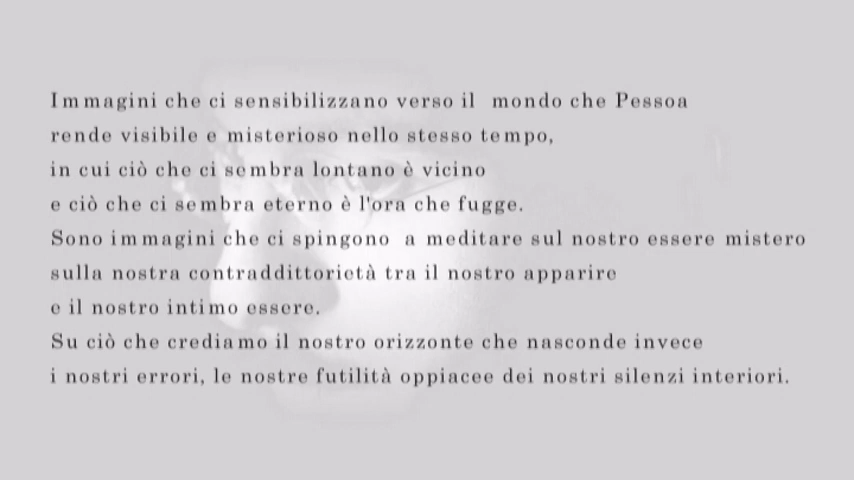 Immagini che ci sensibilizzano verso il mondo che Pessoa
rende visibile e misterioso nello stesso tempo,
in cui ciò che ci sembra lontano è vicino
e ciò che ci sembra eterno è l'ora che fugge.
Sono immagini che ci spingono a meditare sul nostro essere mistero
sulla nostra contraddittorietà tra il nostro apparire
e il nostro intimo essere.
Su ciò che crediamo il nostro orizzonte che nasconde invece
i nostri errori, le nostre futilità oppiacee dei nostri silenzi interiori.